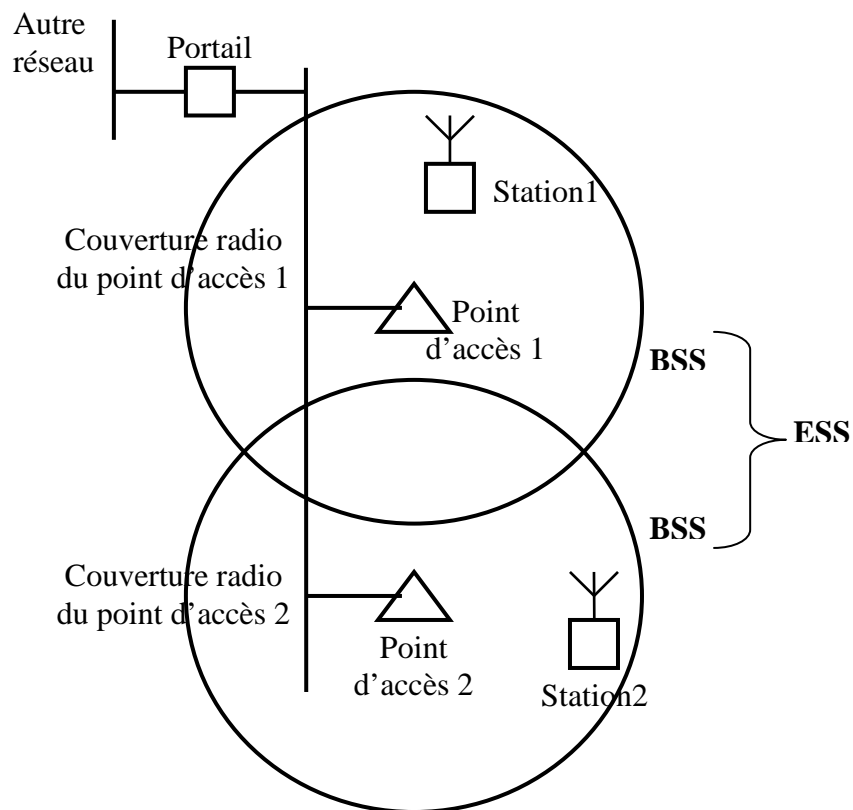 Autre
réseau
Portail
Station1
Couverture radio
du point d'accès 1
Point
d'accès 1
BSS
ESS
BSS
Couverture radio
du point d'accès 2
Point
d'accès 2
Station2